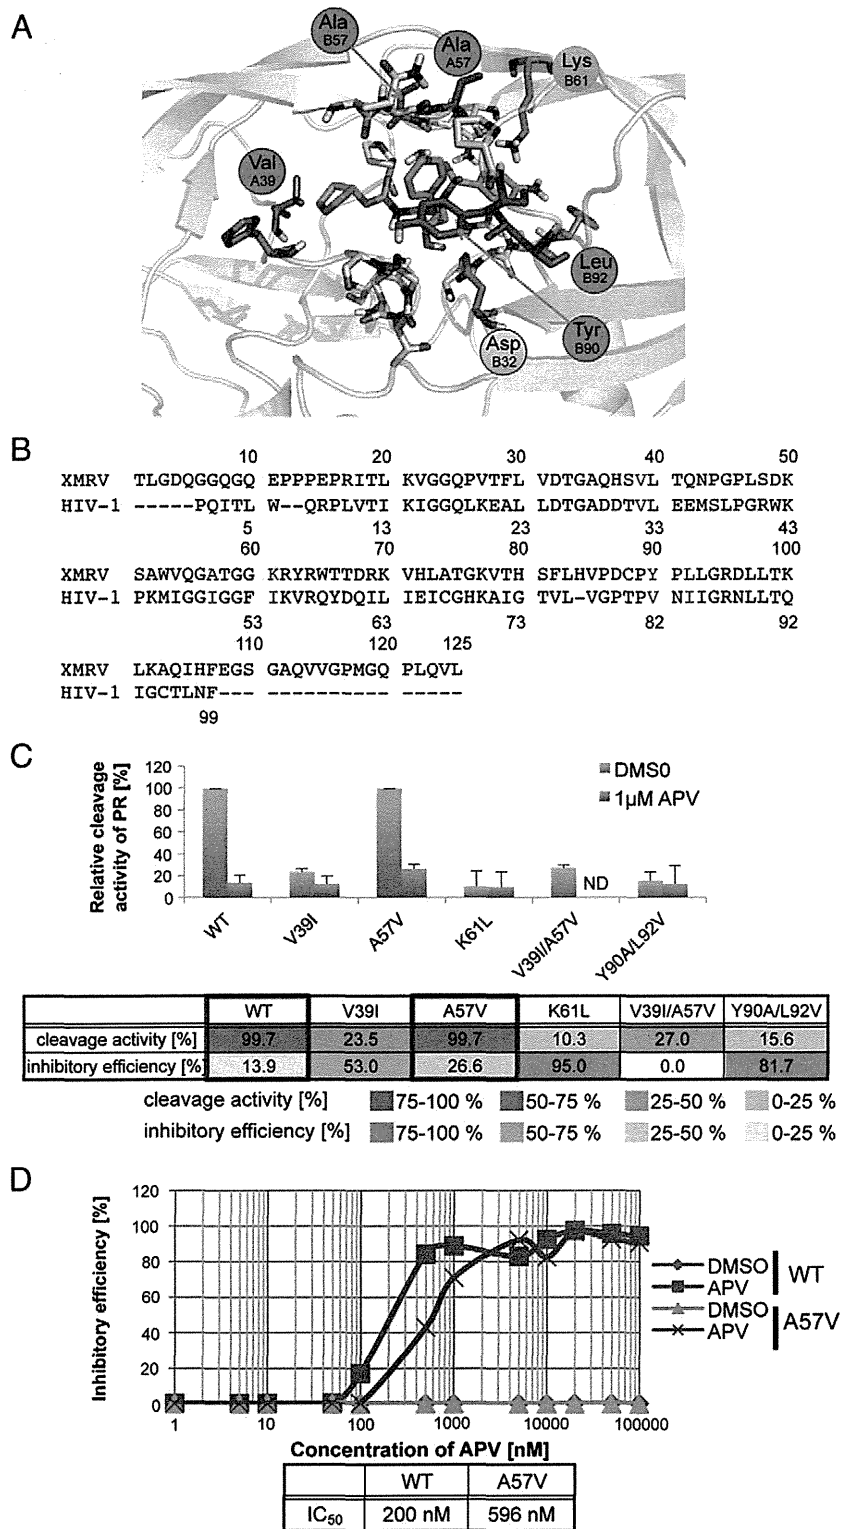 A
Ala
B57
Ala
A57
Lys
B61
Val
A39
Leu
B92
Tyr
B90
Asp
B32
B
10 20 30 40 50
XMRV TLGDQGGQGQ EPPPEPRITL KVGGQPVTFL VDTGAQHSVL TQNPGPLSDK
HIV-1 -----PQITL W--QRPLVTI KIGGQLKEAL LDTGADDTVL EEMSLPGRWK
5 13 23 33 43
60 70 80 90 100
XMRV SAWVQGATGG KRYRWTTDRK VHLATGKVTH SFLHVPDCPY PLLGRDLLTK
HIV-1 PKMIGGIGGF IKVRQYDQIL IEICGHKAIG TVL-VGPTPV NIIGRNLLTQ
53 63 73 82 92
110 120 125
XMRV LKAQIHFEGS GAQVVGPMGQ PLQVL
HIV-1 IGCTLNF--- ---------- -----
99
C
Relative cleavage
activity of PR [%]
120
100
80
60
40
20
0
DMS0
1µM APV
ND
WT V39I A57V K61L V39I/A57V Y90A/L92V
WT V39I A57V K61L V39I/A57V Y90A/L92V
cleavage activity [%] 99.7 23.5 99.7 10.3 27.0 15.6
inhibitory efficiency [%] 13.9 53.0 26.6 95.0 0.0 81.7
cleavage activity [%] 75-100 % 50-75 % 25-50 % 0-25 %
inhibitory efficiency [%] 75-100 % 50-75 % 25-50 % 0-25 %
D
Inhibitory efficiency [%]
120
100
80
60
40
20
0
1 10 100 1000 10000 100000
Concentration of APV [nM]
DMSO
APV
WT
DMSO
APV
A57V
WT A57V
IC50 200 nM 596 nM